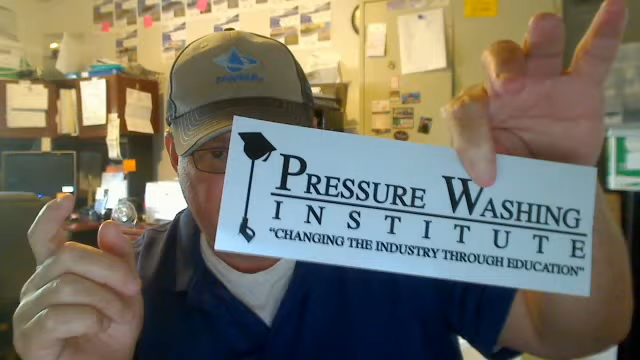 PRESSURE WASHING
INSTITUTE
"CHANGING THE INDUSTRY THROUGH EDUCATION"